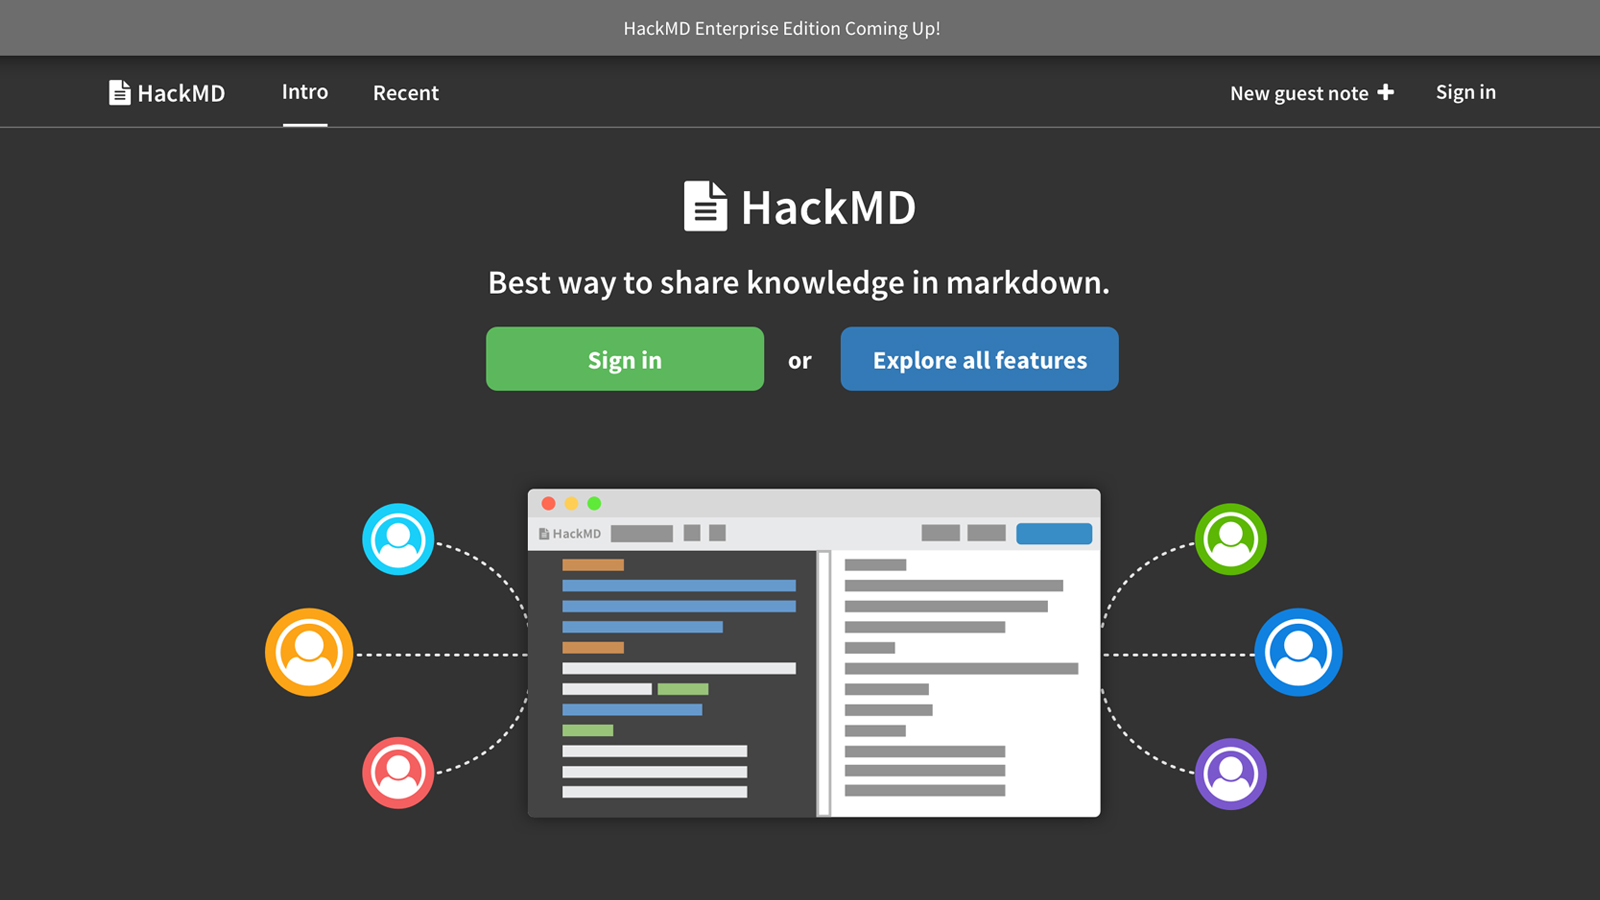 HackMD Enterprise Edition Coming Up!
HackMD Intro Recent New guest note + Sign in
HackMD
Best way to share knowledge in markdown.
Sign in or Explore all features
HackMD